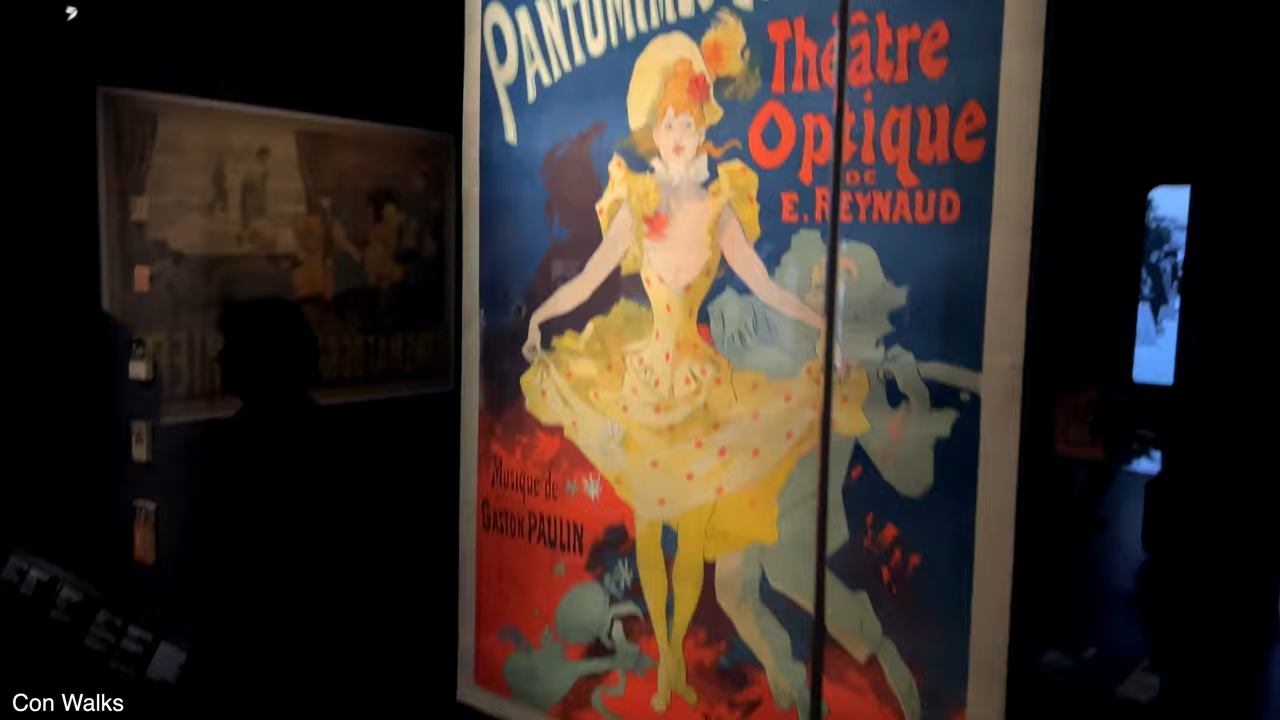 PANTOMIMES
Théâtre
Optique
DE
E. REYNAUD
Musique de
GASTON PAULIN
Con Walks